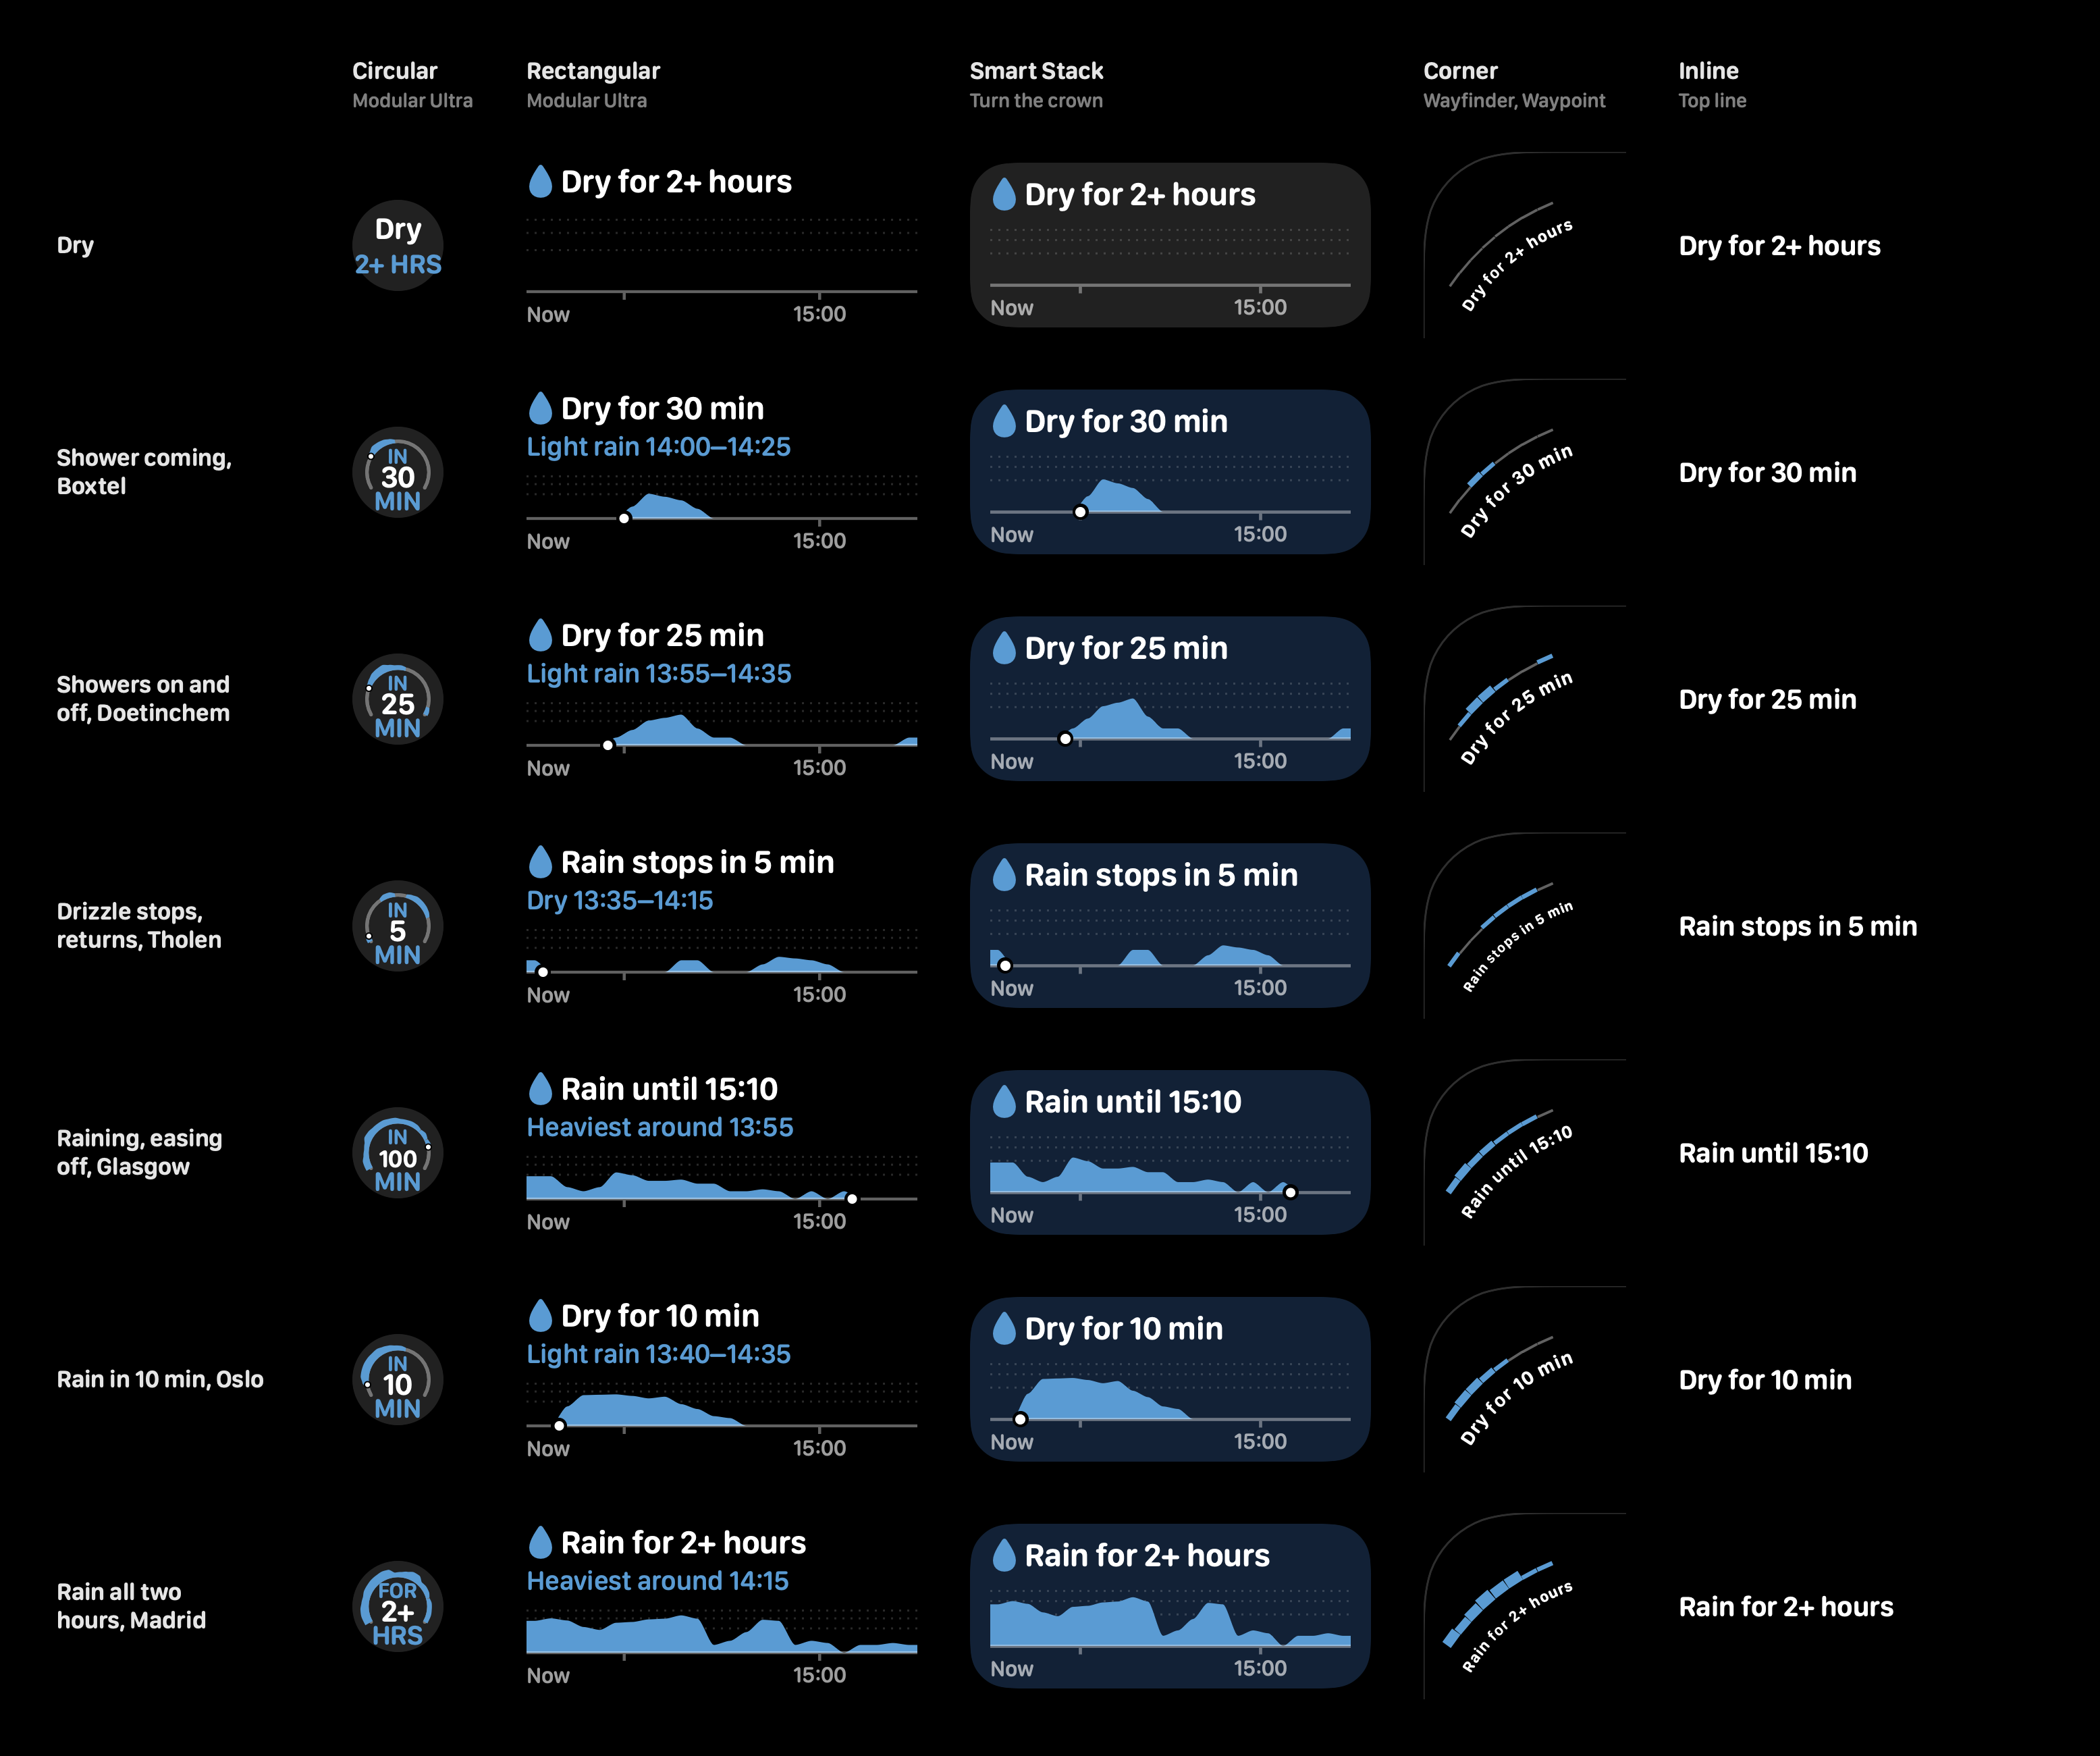 Circular
Modular Ultra
Rectangular
Modular Ultra
Smart Stack
Turn the crown
Corner
Wayfinder, Waypoint
Inline
Top line
Dry
Dry
2+ HRS
Dry for 2+ hours
Now
15:00
Dry for 2+ hours
Now
15:00
Dry for 2+ hours
Dry for 2+ hours
Shower coming,
Boxtel
IN
30
MIN
Dry for 30 min
Light rain 14:00–14:25
Now
15:00
Dry for 30 min
Now
15:00
Dry for 30 min
Dry for 30 min
Showers on and
off, Doetinchem
IN
25
MIN
Dry for 25 min
Light rain 13:55–14:35
Now
15:00
Dry for 25 min
Now
15:00
Dry for 25 min
Dry for 25 min
Drizzle stops,
returns, Tholen
IN
5
MIN
Rain stops in 5 min
Dry 13:35–14:15
Now
15:00
Rain stops in 5 min
Now
15:00
Rain stops in 5 min
Rain stops in 5 min
Raining, easing
off, Glasgow
IN
100
MIN
Rain until 15:10
Heaviest around 13:55
Now
15:00
Rain until 15:10
Now
15:00
Rain until 15:10
Rain until 15:10
Rain in 10 min, Oslo
IN
10
MIN
Dry for 10 min
Light rain 13:40–14:35
Now
15:00
Dry for 10 min
Now
15:00
Dry for 10 min
Dry for 10 min
Rain all two
hours, Madrid
FOR
2+
HRS
Rain for 2+ hours
Heaviest around 14:15
Now
15:00
Rain for 2+ hours
Now
15:00
Rain for 2+ hours
Rain for 2+ hours